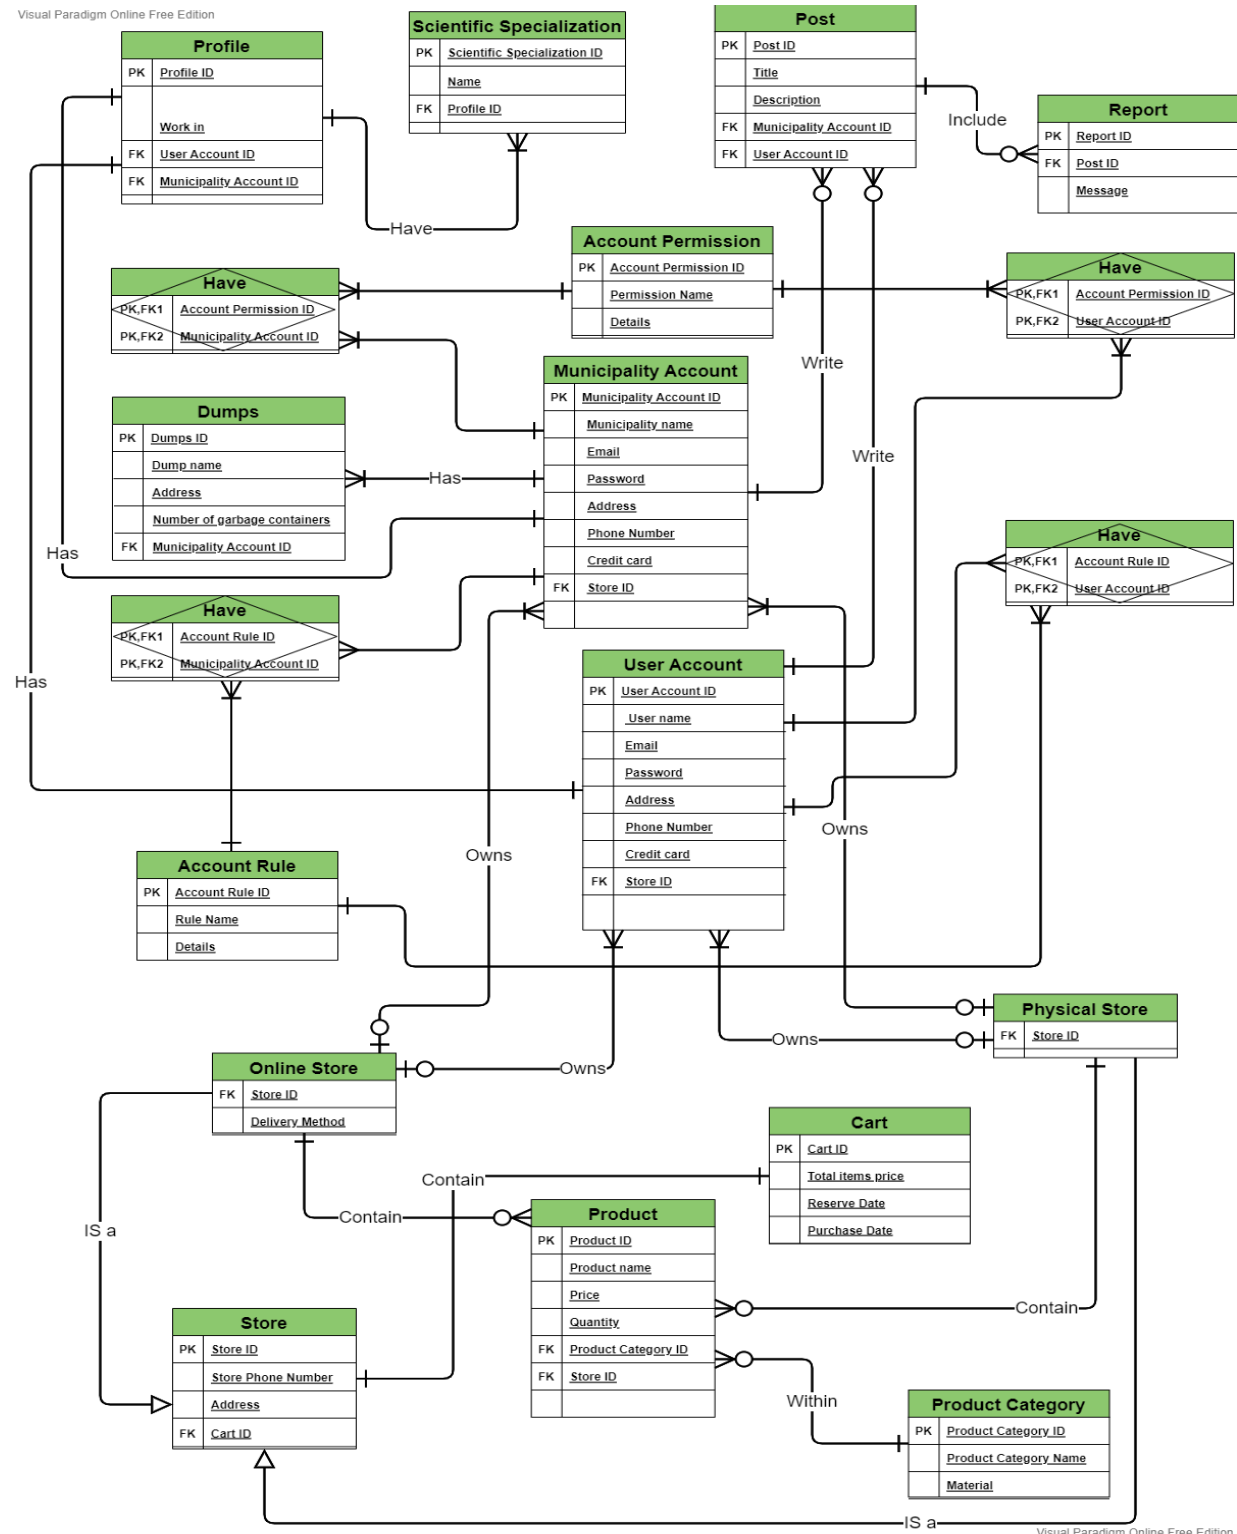 Visual Paradigm Online Free Edition
Profile
PK Profile ID
Work in
FK User Account ID
FK Municipality Account ID
Scientific Specialization
PK Scientific Specialization ID
Name
FK Profile ID
Post
PK Post ID
Title
Description
FK Municipality Account ID
FK User Account ID
Include
Report
PK Report ID
FK Post ID
Message
Have
Account Permission
PK Account Permission ID
Permission Name
Details
Have
PK,FK1 Account Permission ID
PK,FK2 Municipality Account ID
Have
PK,FK1 Account Permission ID
PK,FK2 User Account ID
Write
Write
Municipality Account
PK Municipality Account ID
Municipality name
Email
Password
Address
Phone Number
Credit card
FK Store ID
Dumps
PK Dumps ID
Dump name
Address
Number of garbage containers
FK Municipality Account ID
Has
Has
Has
Have
PK,FK1 Account Rule ID
PK,FK2 User Account ID
Have
PK,FK1 Account Rule ID
PK,FK2 Municipality Account ID
User Account
PK User Account ID
User name
Email
Password
Address
Phone Number
Credit card
FK Store ID
Owns
Owns
Account Rule
PK Account Rule ID
Rule Name
Details
Physical Store
FK Store ID
Owns
Owns
Online Store
FK Store ID
Delivery Method
Cart
PK Cart ID
Total items price
Reserve Date
Purchase Date
Contain
Contain
IS a
Product
PK Product ID
Product name
Price
Quantity
FK Product Category ID
FK Store ID
Contain
Store
PK Store ID
Store Phone Number
Address
FK Cart ID
Within
Product Category
PK Product Category ID
Product Category Name
Material
IS a
Visual Paradigm Online Free Edition